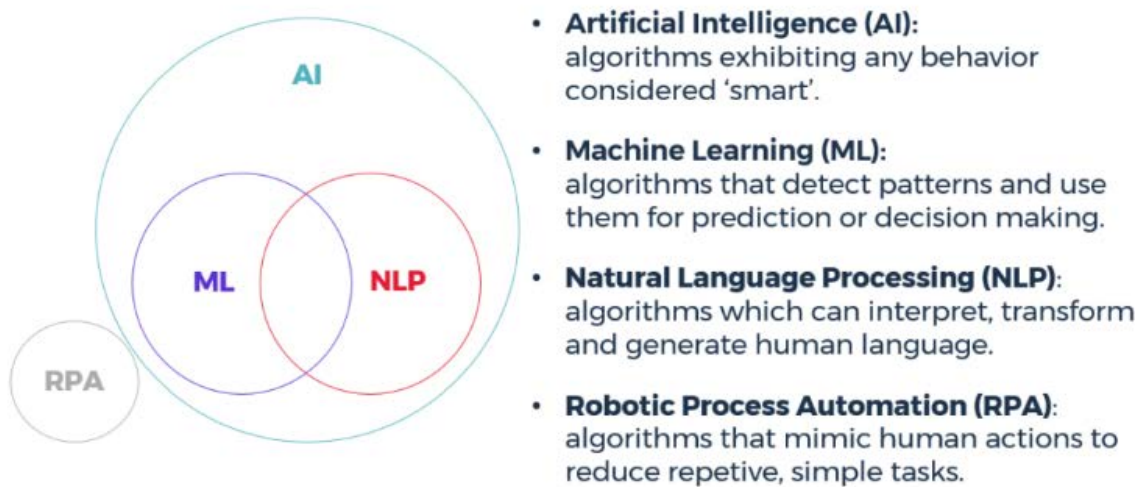 AI
ML
NLP
RPA
• Artificial Intelligence (AI):
algorithms exhibiting any behavior
considered ‘smart’.
• Machine Learning (ML):
algorithms that detect patterns and use
them for prediction or decision making.
• Natural Language Processing (NLP):
algorithms which can interpret, transform
and generate human language.
• Robotic Process Automation (RPA):
algorithms that mimic human actions to
reduce repetive, simple tasks.